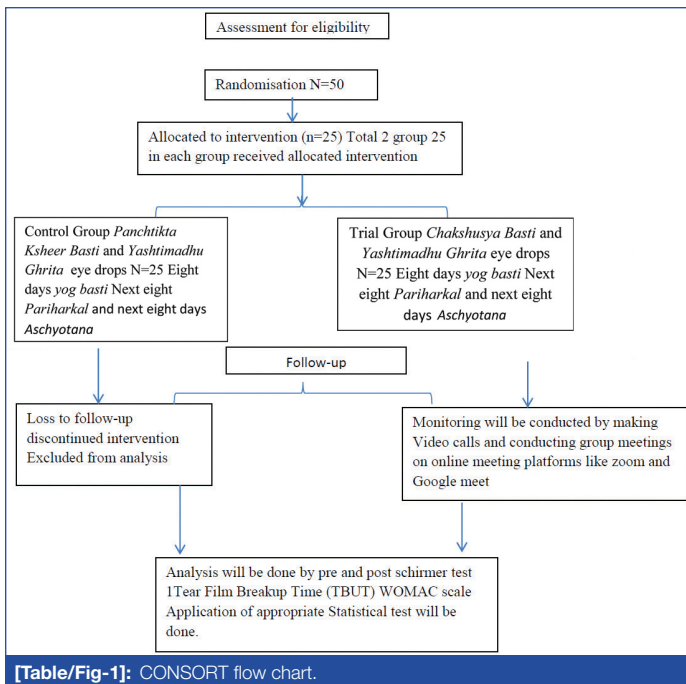 Assessment for eligibility
Randomisation N=50
Allocated to intervention (n=25) Total 2 group 25
in each group received allocated intervention
Control Group Panchtikta
Ksheer Basti and Yashtimadhu
Ghrita eye drops N=25 Eight
days yog basti Next eight
Pariharkal and next eight days
Aschyotana
Trial Group Chakshusya Basti and
Yashtimadhu Ghrita eye drops
N=25 Eight days yog basti Next
eight Pariharkal and next eight
days Aschyotana
Follow-up
Loss to follow-up
discontinued intervention
Excluded from analysis
Monitoring will be conducted by making
Video calls and conducting group meetings
on online meeting platforms like zoom and
Google meet
Analysis will be done by pre and post schirmer test
1Tear Film Breakup Time (TBUT) WOMAC scale
Application of appropriate Statistical test will be
done.
[Table/Fig-1]: CONSORT flow chart.